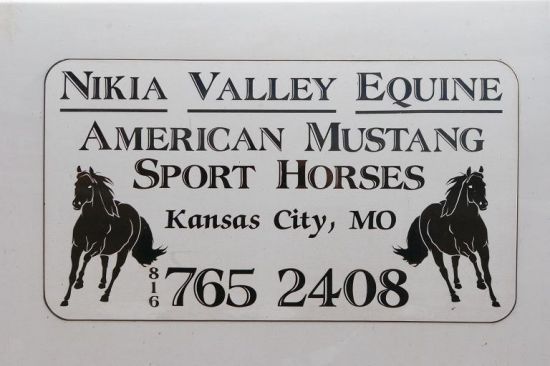 NIKIA VALLEY EQUINE
AMERICAN MUSTANG
SPORT HORSES
Kansas City, MO
816 765 2408